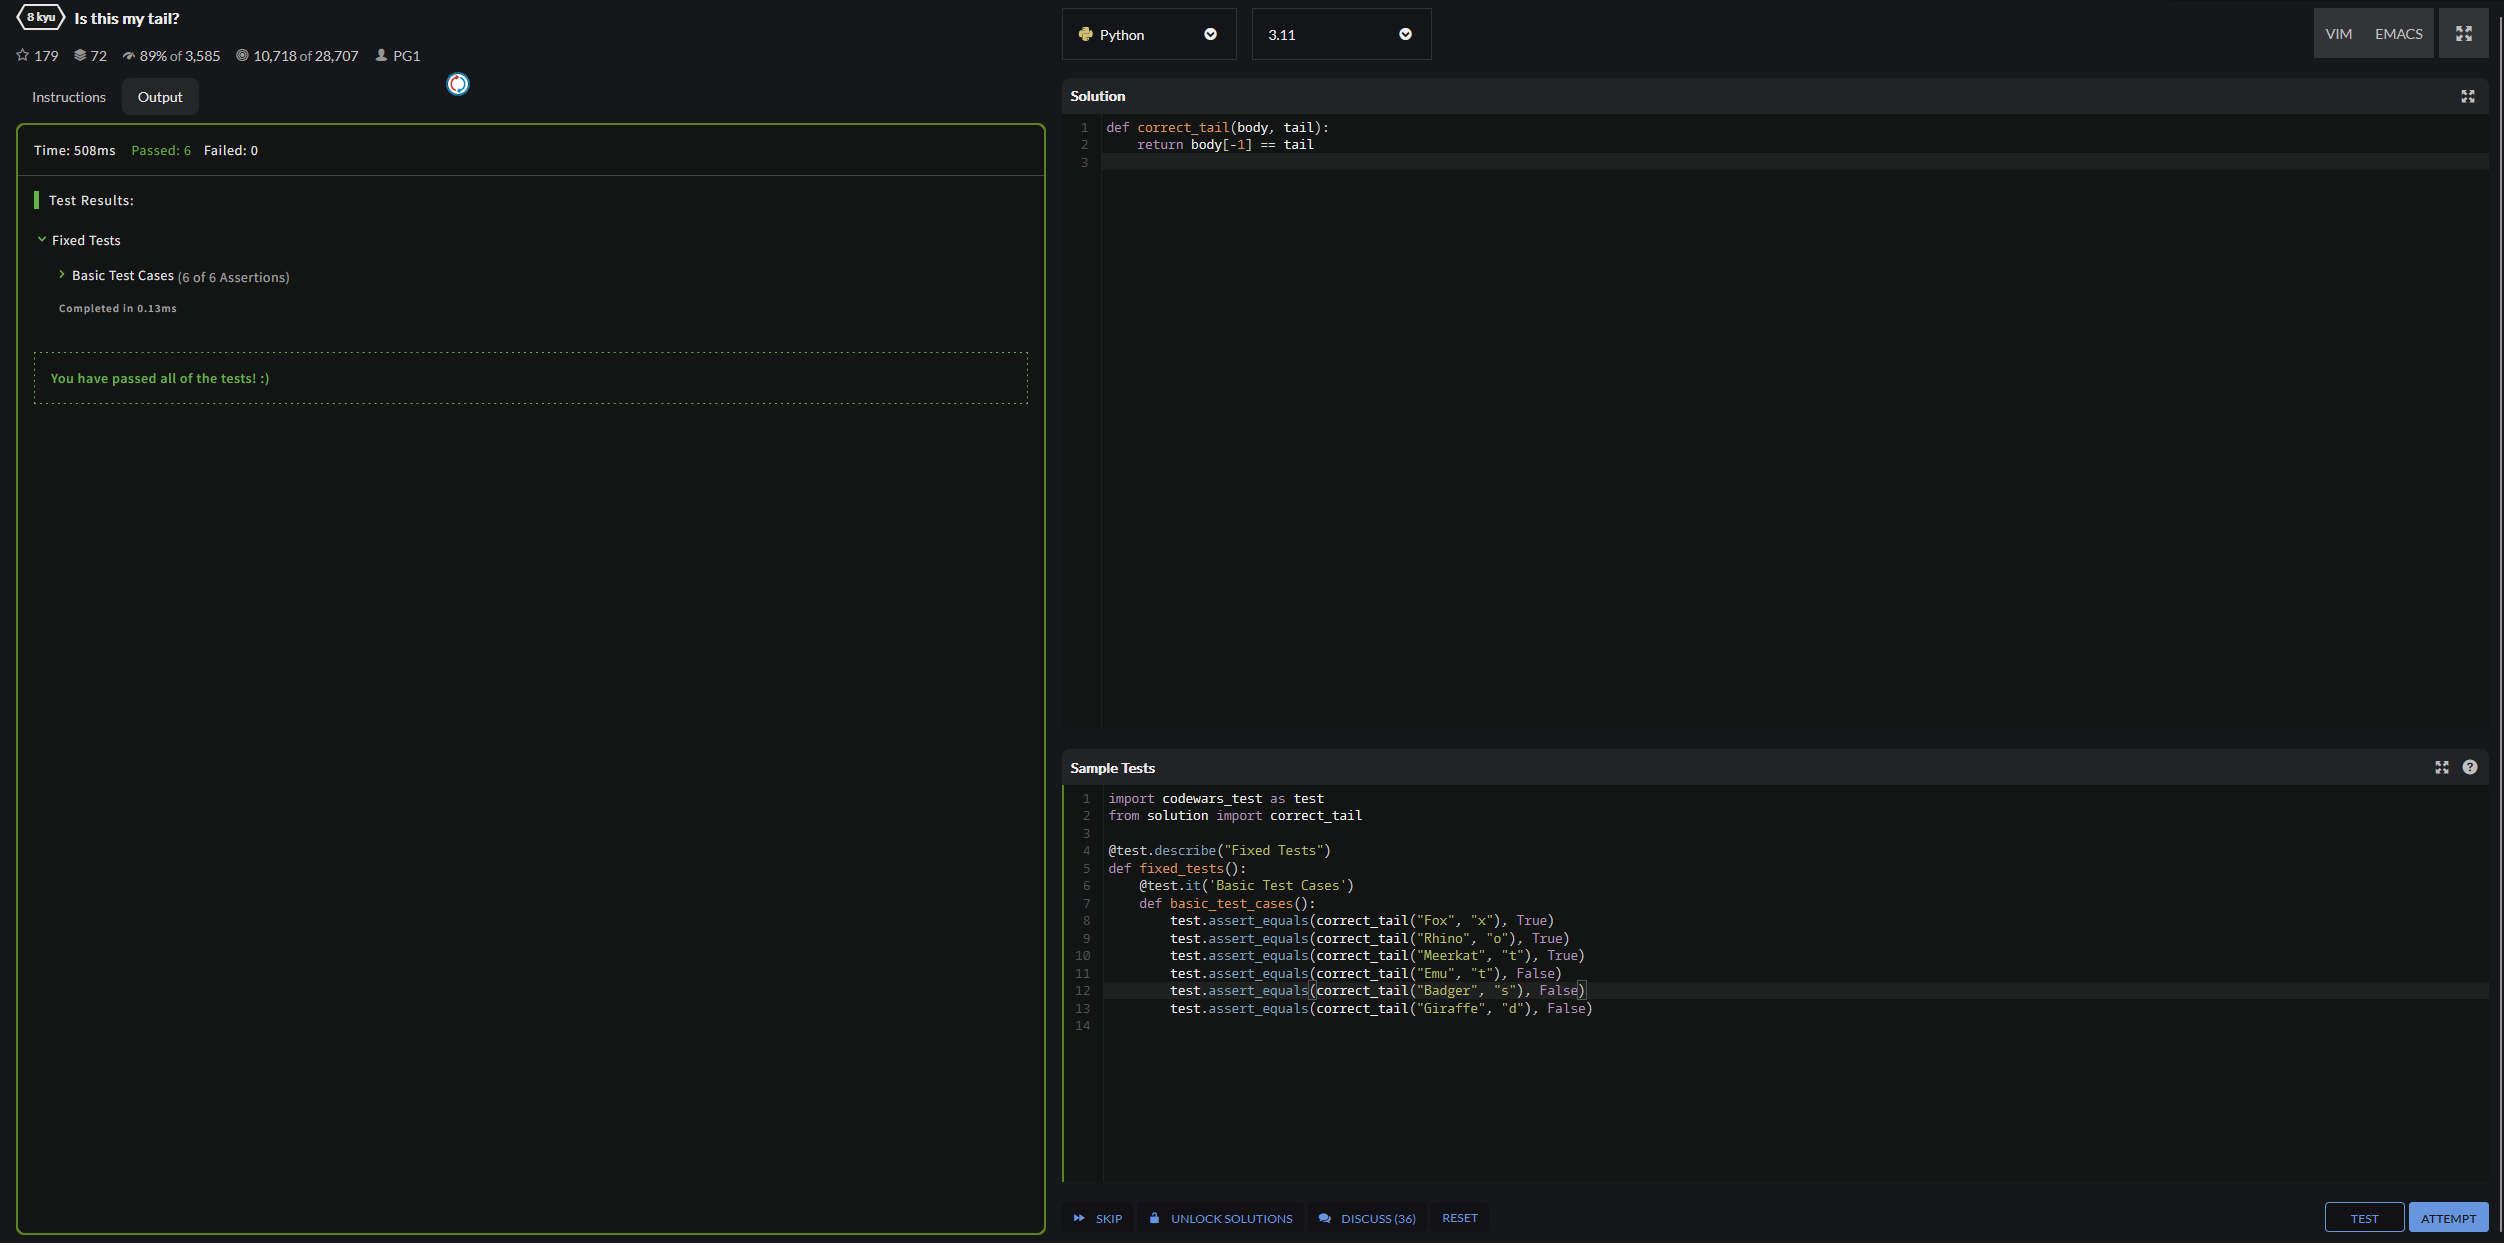 8 kyu Is this my tail?
179 72 89% of 3,585 10,718 of 28,707 PG1
Instructions Output
Time: 508ms Passed: 6 Failed: 0
Test Results:
Fixed Tests
Basic Test Cases (6 of 6 Assertions)
Completed in 0.13ms
You have passed all of the tests! :)
Python 3.11 VIM EMACS
Solution
1 def correct_tail(body, tail):
2     return body[-1] == tail
3
Sample Tests
1 import codewars_test as test
2 from solution import correct_tail
3
4 @test.describe("Fixed Tests")
5 def fixed_tests():
6     @test.it('Basic Test Cases')
7     def basic_test_cases():
8         test.assert_equals(correct_tail("Fox", "x"), True)
9         test.assert_equals(correct_tail("Rhino", "o"), True)
10         test.assert_equals(correct_tail("Meerkat", "t"), True)
11         test.assert_equals(correct_tail("Emu", "t"), False)
12         test.assert_equals(correct_tail("Badger", "s"), False)
13         test.assert_equals(correct_tail("Giraffe", "d"), False)
14
SKIP UNLOCK SOLUTIONS DISCUSS (36) RESET TEST ATTEMPT